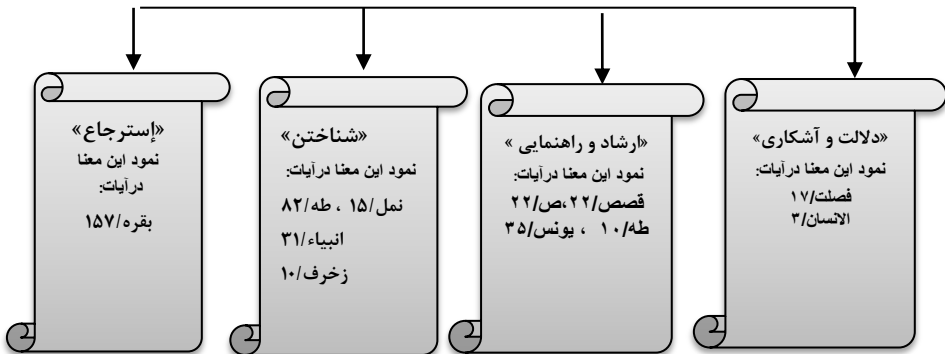 «دلالت و آشکاری»
نمود این معنا درآیات:
فصلت/۱۷
الانسان/۳
«ارشاد و راهنمایی »
نمود این معنا درآیات:
قصص/۲۲،ص/۲۲
طه/۱۰ ، یونس/۳۵
«شناختن»
نمود این معنا درآیات:
نمل/۱۵ ، طه/۸۲
انبیاء/۳۱
زخرف/۱۰
«إسترجاع»
نمود این معنا
درآیات:
بقره/۱۵۷